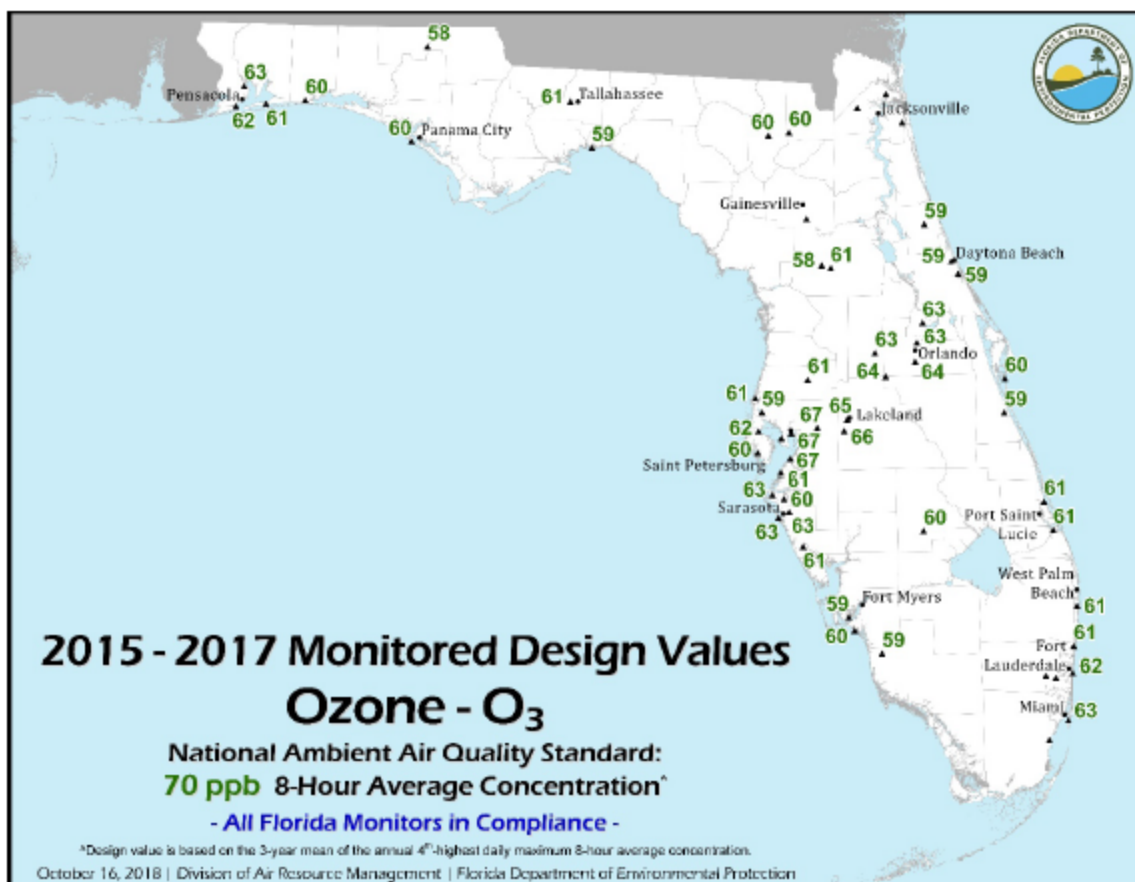 58
63
Pensacola
60
62
61
61
Tallahassee
60
Panama City
59
60
60
Jacksonville
FLORIDA DEPARTMENT OF
ENVIRONMENTAL PROTECTION
Gainesville
59
58
61
59
Daytona Beach
59
63
63
63
Orlando
64
64
61
60
61
59
59
65
Lakeland
67
62
67
66
60
67
Saint Petersburg
61
63
60
Sarasota
63
63
61
60
61
Port Saint
Lucie
61
West Palm
Beach
61
59
Fort Myers
60
59
61
Fort
Lauderdale
62
Miami
63
2015 - 2017 Monitored Design Values
Ozone - O₃
National Ambient Air Quality Standard:
70 ppb 8-Hour Average Concentration^
- All Florida Monitors in Compliance -
^Design value is based on the 3-year mean of the annual 4th-highest daily maximum 8-hour average concentration.
October 16, 2018 | Division of Air Resource Management | Florida Department of Environmental Protection